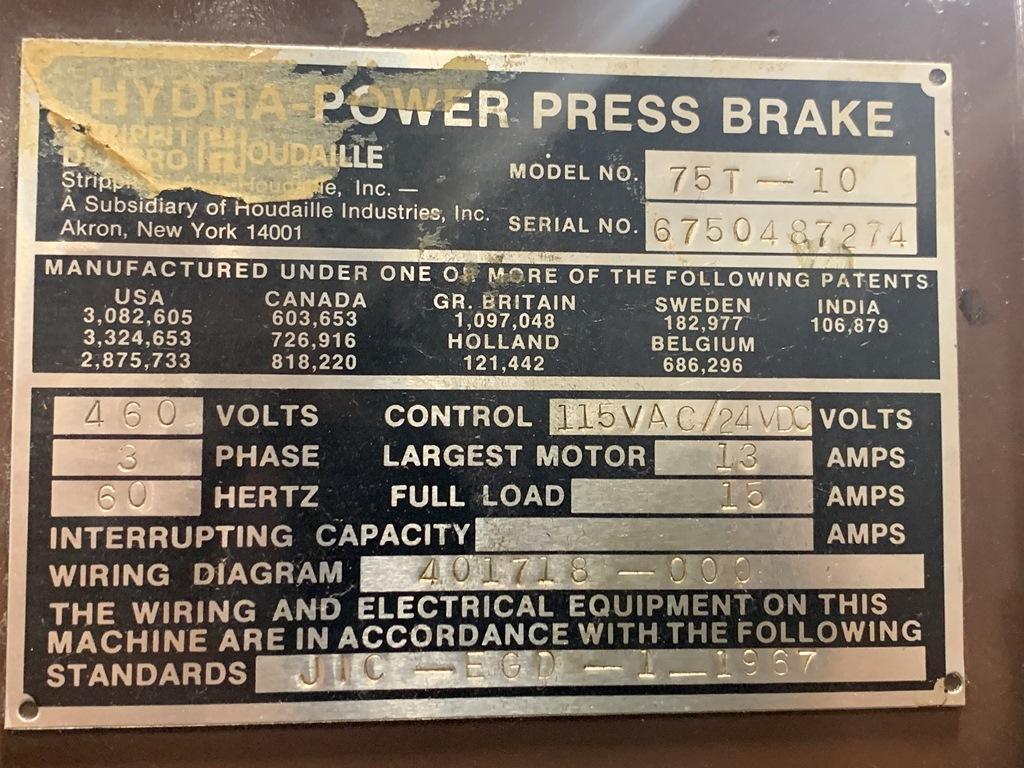 HYDRA-POWER PRESS BRAKE
HOUDAILLE
Houdaille, Inc. —
A Subsidiary of Houdaille Industries, Inc.
Akron, New York 14001
MODEL NO. 75T — 10
SERIAL NO. 6750487274
MANUFACTURED UNDER ONE OR MORE OF THE FOLLOWING PATENTS
USA CANADA GR. BRITAIN SWEDEN INDIA
3,082,605 603,653 1,097,048 182,977 106,879
3,324,653 726,916 HOLLAND BELGIUM
2,875,733 818,220 121,442 686,296
460 VOLTS CONTROL 115VAC/24VDC VOLTS
3 PHASE LARGEST MOTOR 13 AMPS
60 HERTZ FULL LOAD 15 AMPS
INTERRUPTING CAPACITY AMPS
WIRING DIAGRAM 401718 — 000
THE WIRING AND ELECTRICAL EQUIPMENT ON THIS
MACHINE ARE IN ACCORDANCE WITH THE FOLLOWING
STANDARDS JIC — EGD — 1 — 1967